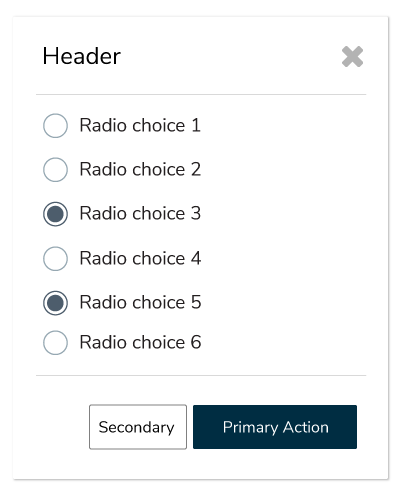 Header
Radio choice 1
Radio choice 2
Radio choice 3
Radio choice 4
Radio choice 5
Radio choice 6
Secondary
Primary Action